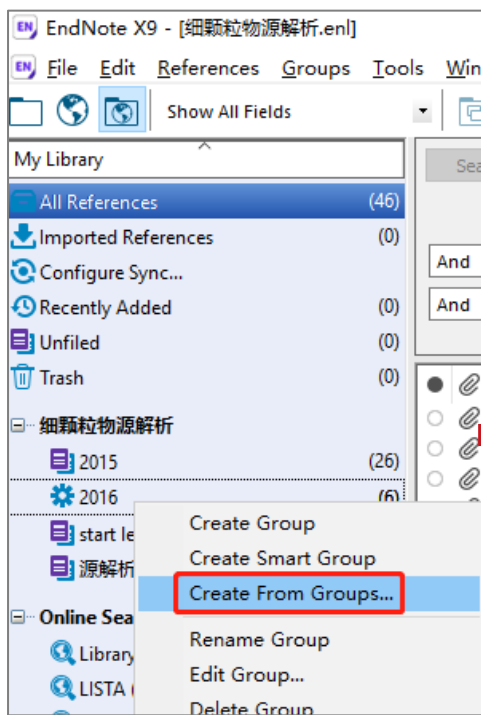 EndNote X9 - [细颗粒物源解析.enl]
File Edit References Groups Tools Win
Show All Fields
My Library
Sea
All References (46)
Imported References (0)
Configure Sync...
And
Recently Added (0)
And
Unfiled (0)
Trash (0)
细颗粒物源解析
2015 (26)
2016 (6)
start le
源解析
Create Group
Create Smart Group
Create From Groups...
Rename Group
Edit Group...
Delete Group
Online Sea
Library
LISTA (